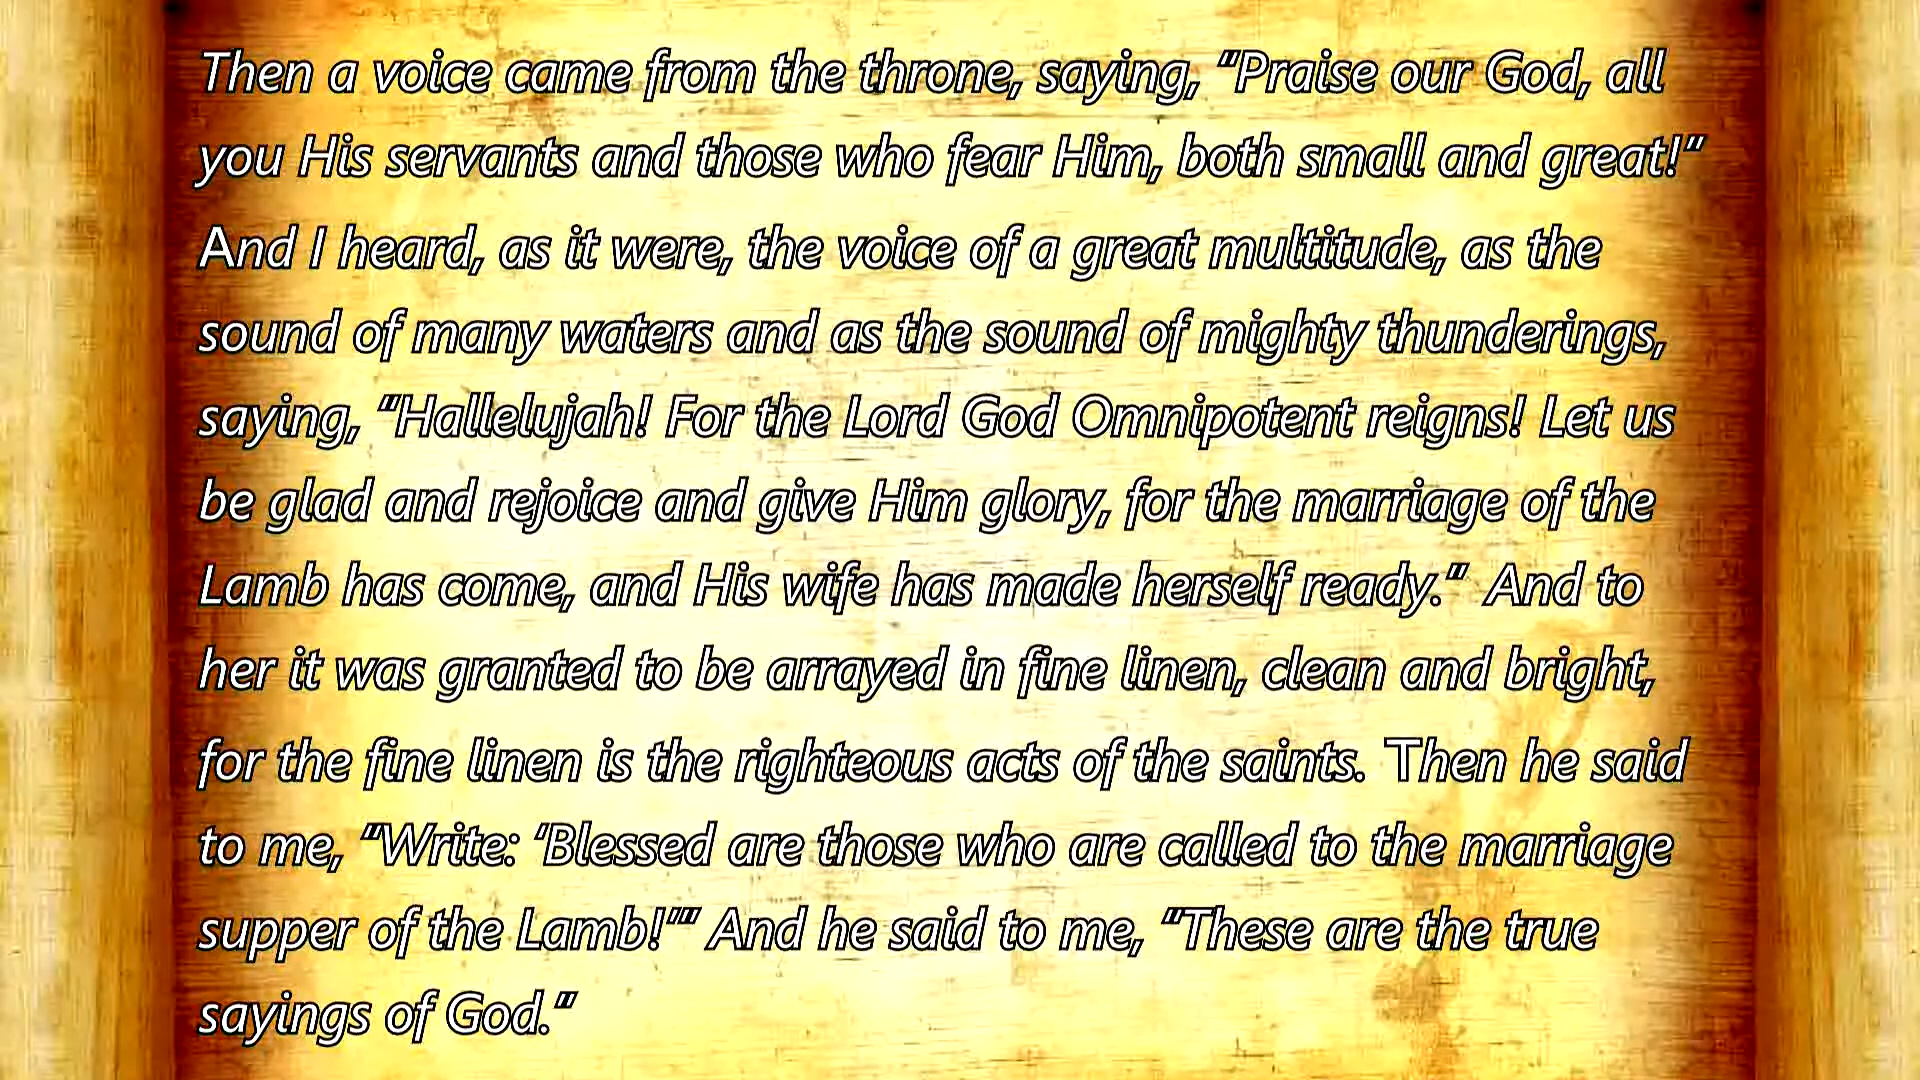 Then a voice came from the throne, saying, “Praise our God, all
you His servants and those who fear Him, both small and great!”
And I heard, as it were, the voice of a great multitude, as the
sound of many waters and as the sound of mighty thunderings,
saying, “Hallelujah! For the Lord God Omnipotent reigns! Let us
be glad and rejoice and give Him glory, for the marriage of the
Lamb has come, and His wife has made herself ready.” And to
her it was granted to be arrayed in fine linen, clean and bright,
for the fine linen is the righteous acts of the saints. Then he said
to me, “Write: ‘Blessed are those who are called to the marriage
supper of the Lamb!’” And he said to me, “These are the true
sayings of God.”